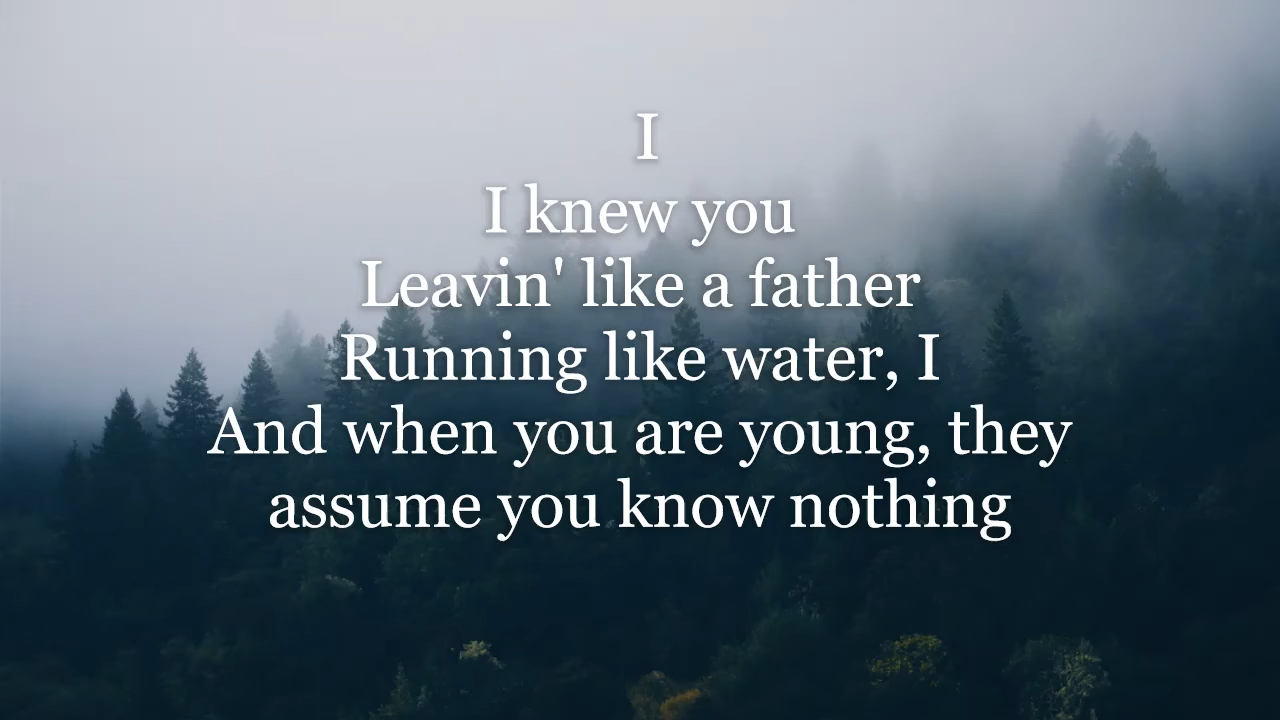 I
I knew you
Leavin' like a father
Running like water, I
And when you are young, they
assume you know nothing